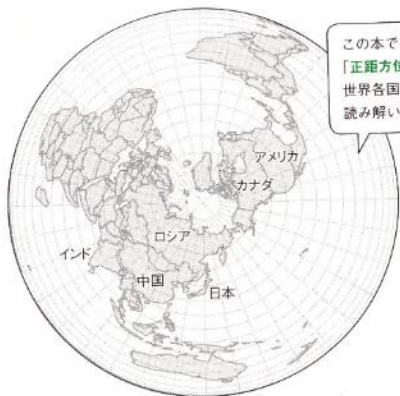 この本で
「正距方位
世界各国
読み解い
アメリカ
カナダ
ロシア
インド
中国
日本